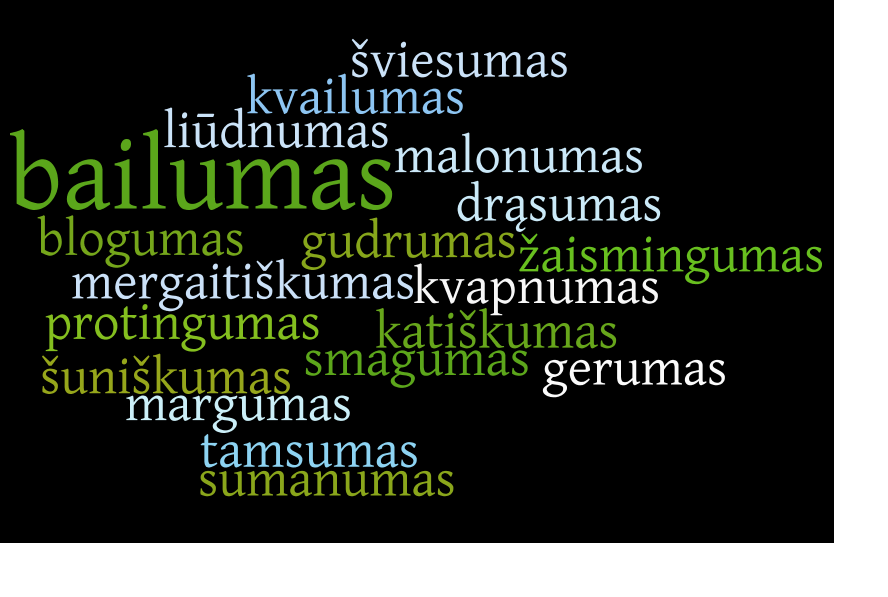 šviesumas
kvailumas
liūdnumas
malonumas
bailumas
drąsumas
blogumas
gudrumas
žaismingumas
mergaitiškumas
kvapnumas
protingumas
katiškumas
smagumas
gerumas
šuniškumas
margumas
tamsumas
sumanumas